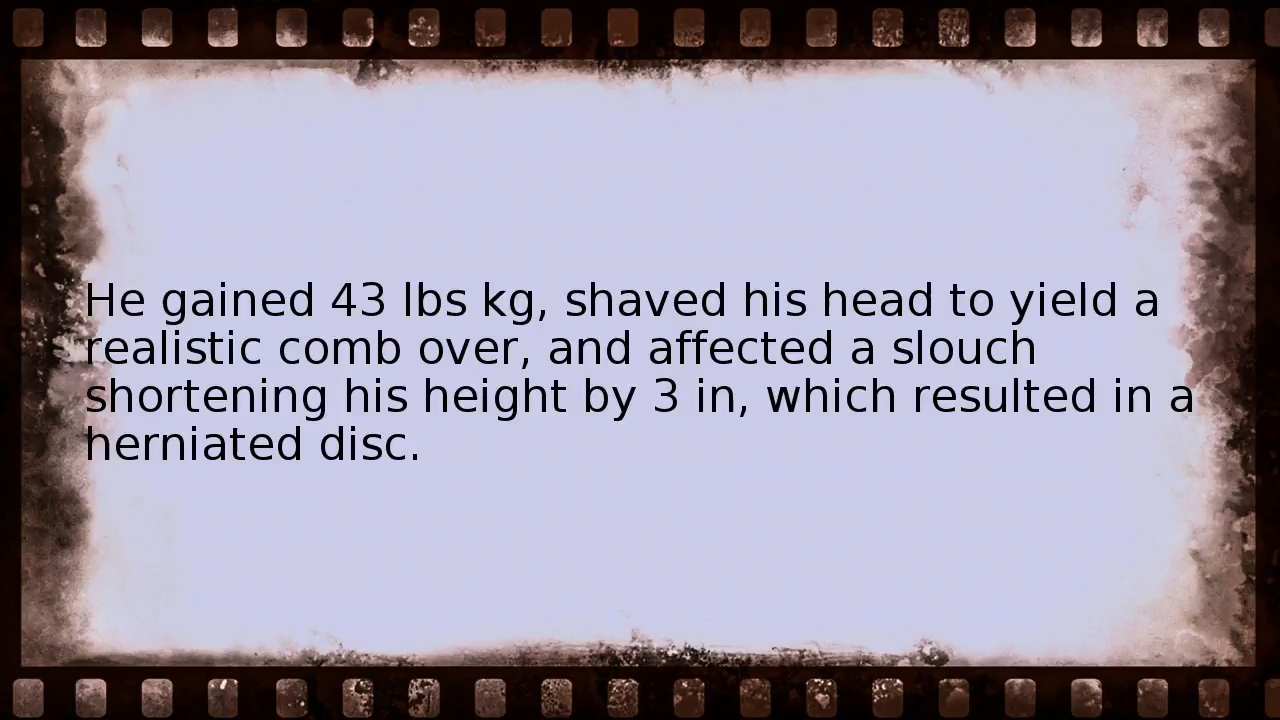 He gained 43 lbs kg, shaved his head to yield a
realistic comb over, and affected a slouch
shortening his height by 3 in, which resulted in a
herniated disc.